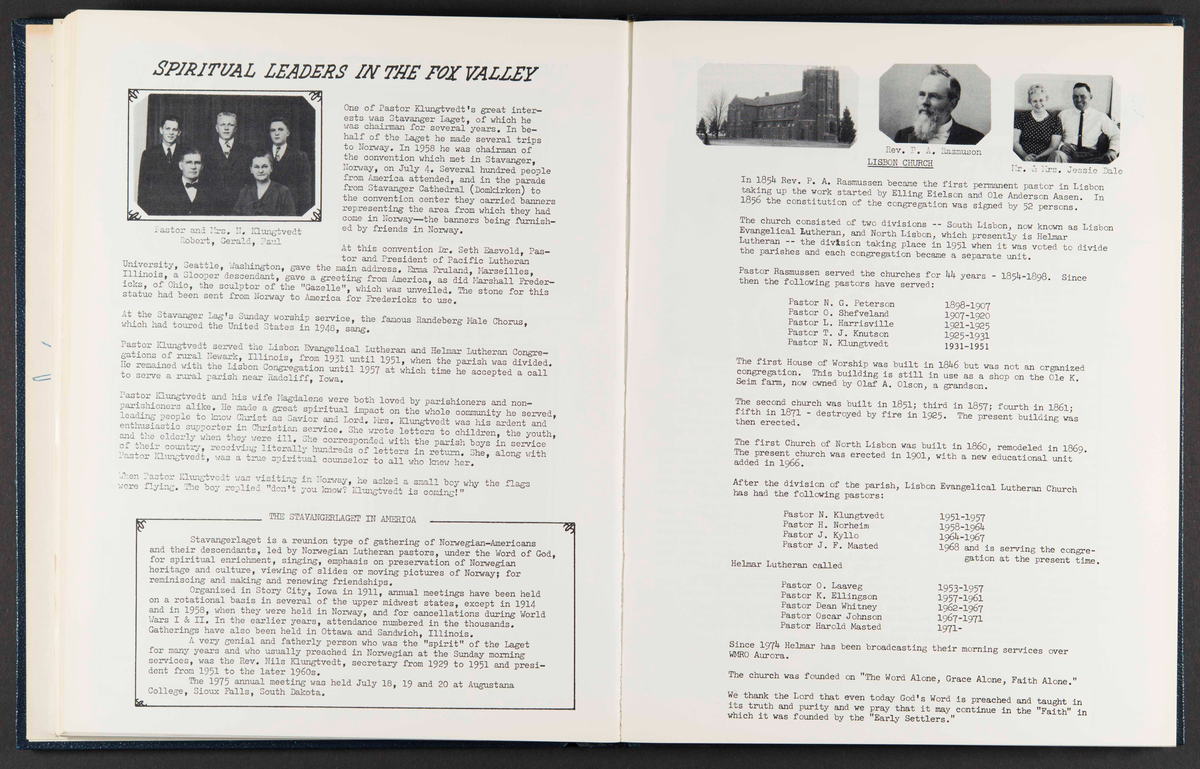 SPIRITUAL LEADERS IN THE FOX VALLEY
One of Pastor Klungtvedt's great inter-
ests was Stavanger Laget, of which he
was chairman for several years. In be-
half of the Laget he made several trips
to Norway. In 1958 he was chairman of
the convention which met in Stavanger,
Norway, on July 4. Several hundred people
from America attended, and in the parade
from Stavanger Cathedral (Domkirken) to
the convention center they carried banners
representing the area from which they had
come in Norway—the banners being furnish-
ed by friends in Norway.
Pastor and Mrs. N. Klungtvedt
Robert, Gerald, Paul
At this convention Dr. Seth Easvold, Pas-
tor and President of Pacific Lutheran
University, Seattle, Washington, gave the main address. Erma Fruland, Marseilles,
Illinois, a Slooper descendant, gave a greeting from America, as did Marshall Freder-
icks, of Ohio, the sculptor of the "Gazelle", which was unveiled. The stone for this
statue had been sent from Norway to America for Fredericks to use.
At the Stavanger Lag's Sunday worship service, the famous Randeberg Male Chorus,
which had toured the United States in 1948, sang.
Pastor Klungtvedt served the Lisbon Evangelical Lutheran and Helmar Lutheran Congre-
gations of rural Newark, Illinois, from 1931 until 1951, when the parish was divided.
He remained with the Lisbon Congregation until 1957 at which time he accepted a call
to serve a rural parish near Radcliff, Iowa.
Pastor Klungtvedt and his wife Magdalene were both loved by parishioners and non-
parishioners alike. He made a great spiritual impact on the whole community he served,
leading people to know Christ as Savior and Lord. Mrs. Klungtvedt was his ardent and
enthusiastic supporter in Christian service. She wrote letters to children, the youth,
and the elderly when they were ill. She corresponded with the parish boys in service
of their country, receiving literally hundreds of letters in return. She, along with
Pastor Klungtvedt, was a true spiritual counselor to all who knew her.
When Pastor Klungtvedt was visiting in Norway, he asked a small boy why the flags
were flying. The boy replied "don't you know? Klungtvedt is coming!"
THE STAVANGERLAGET IN AMERICA
Stavangerlaget is a reunion type of gathering of Norwegian-Americans
and their descendants, led by Norwegian Lutheran pastors, under the Word of God,
for spiritual enrichment, singing, emphasis on preservation of Norwegian
heritage and culture, viewing of slides or moving pictures of Norway; for
reminiscing and making and renewing friendships.
Organized in Story City, Iowa in 1911, annual meetings have been held
on a rotational basis in several of the upper midwest states, except in 1914
and in 1958, when they were held in Norway, and for cancellations during World
Wars I & II. In the earlier years, attendance numbered in the thousands.
Gatherings have also been held in Ottawa and Sandwich, Illinois.
A very genial and fatherly person who was the "spirit" of the Laget
for many years and who usually preached in Norwegian at the Sunday morning
services, was the Rev. Nils Klungtvedt, secretary from 1929 to 1951 and presi-
dent from 1951 to the later 1960s.
The 1975 annual meeting was held July 18, 19 and 20 at Augustana
College, Sioux Falls, South Dakota.
Rev. P. A. Rasmuson
LISBON CHURCH
Mr. & Mrs. Jessie Dale
In 1854 Rev. P. A. Rasmussen became the first permanent pastor in Lisbon
taking up the work started by Elling Eielson and Ole Anderson Aasen. In
1856 the constitution of the congregation was signed by 52 persons.
The church consisted of two divisions -- South Lisbon, now known as Lisbon
Evangelical Lutheran, and North Lisbon, which presently is Helmar
Lutheran -- the division taking place in 1951 when it was voted to divide
the parishes and each congregation became a separate unit.
Pastor Rasmussen served the churches for 44 years - 1854-1898. Since
then the following pastors have served:
Pastor N. G. Peterson 1898-1907
Pastor O. Shefveland 1907-1920
Pastor L. Harrisville 1921-1925
Pastor T. J. Knutson 1925-1931
Pastor N. Klungtvedt 1931-1951
The first House of Worship was built in 1846 but was not an organized
congregation. This building is still in use as a shop on the Ole K.
Seim farm, now owned by Olaf A. Olson, a grandson.
The second church was built in 1851; third in 1857; fourth in 1861;
fifth in 1871 - destroyed by fire in 1925. The present building was
then erected.
The first Church of North Lisbon was built in 1860, remodeled in 1869.
The present church was erected in 1901, with a new educational unit
added in 1966.
After the division of the parish, Lisbon Evangelical Lutheran Church
has had the following pastors:
Pastor N. Klungtvedt 1951-1957
Pastor H. Norheim 1958-1964
Pastor J. Kyllo 1964-1967
Pastor J. F. Masted 1968 and is serving the congre-
gation at the present time.
Helmar Lutheran called
Pastor O. Laaveg 1953-1957
Pastor K. Ellingson 1957-1961
Pastor Dean Whitney 1962-1967
Pastor Oscar Johnson 1967-1971
Pastor Harold Masted 1971-
Since 1974 Helmar has been broadcasting their morning services over
WMRO Aurora.
The church was founded on "The Word Alone, Grace Alone, Faith Alone."
We thank the Lord that even today God's Word is preached and taught in
its truth and purity and we pray that it may continue in the "Faith" in
which it was founded by the "Early Settlers."